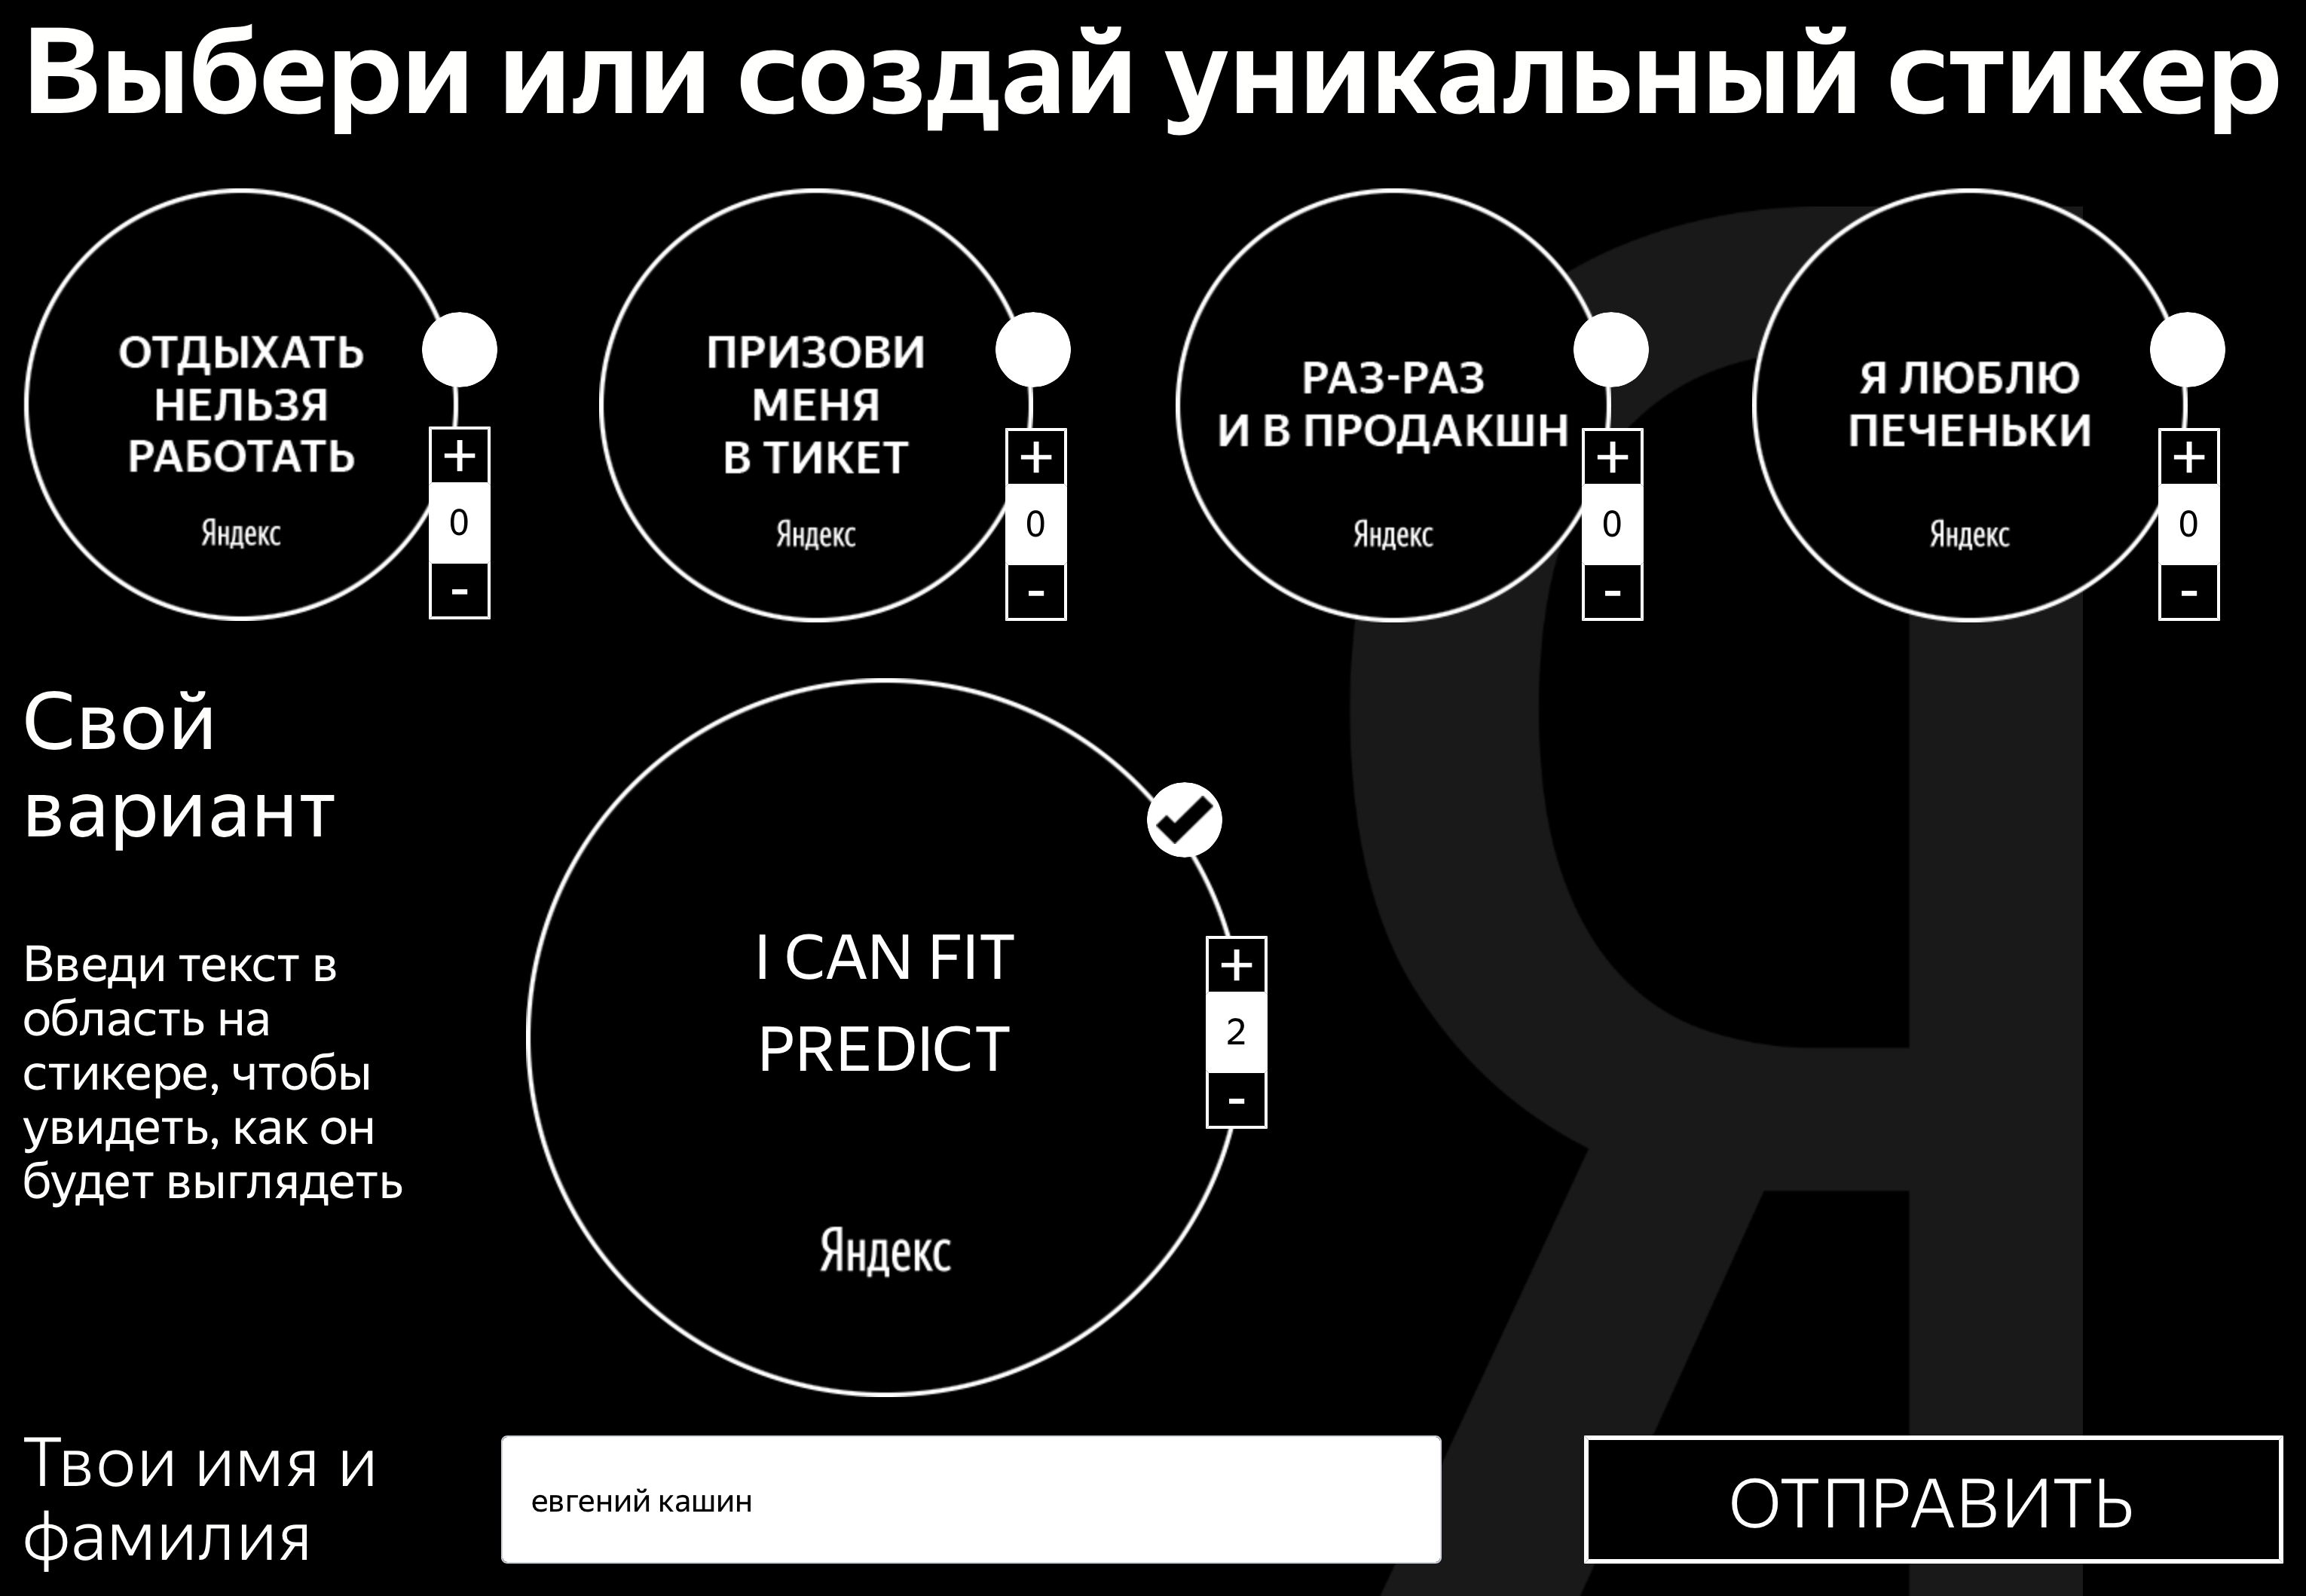 Выбери или создай уникальный стикер
ОТДЫХАТЬ
НЕЛЬЗЯ
РАБОТАТЬ
Яндекс
+
0
-
ПРИЗОВИ
МЕНЯ
В ТИКЕТ
Яндекс
+
0
-
РАЗ-РАЗ
И В ПРОДАКШН
Яндекс
+
0
-
Я ЛЮБЛЮ
ПЕЧЕНЬКИ
Яндекс
+
0
-
Свой
вариант
Введи текст в
область на
стикере, чтобы
увидеть, как он
будет выглядеть
I CAN FIT
PREDICT
Яндекс
+
2
-
Я
Твои имя и
фамилия
евгений кашин
ОТПРАВИТЬ